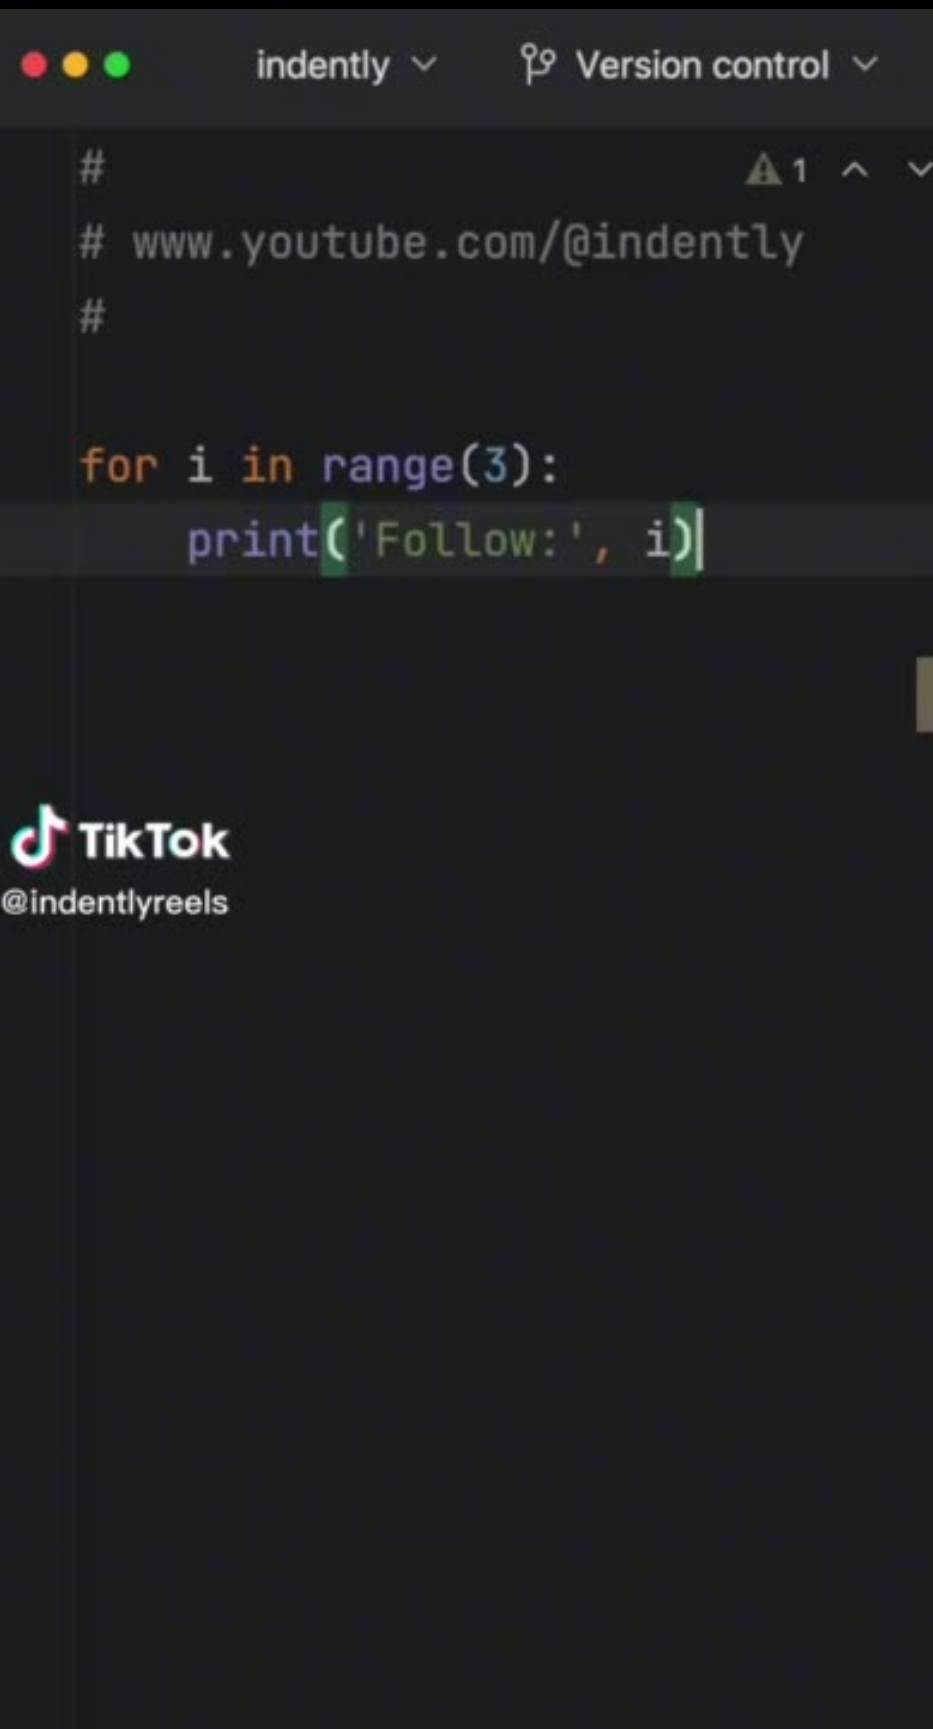 indently
Version control
#
1
# www.youtube.com/@indently
#
for i in range(3):
    print('Follow:', i)
TikTok
@indentlyreels